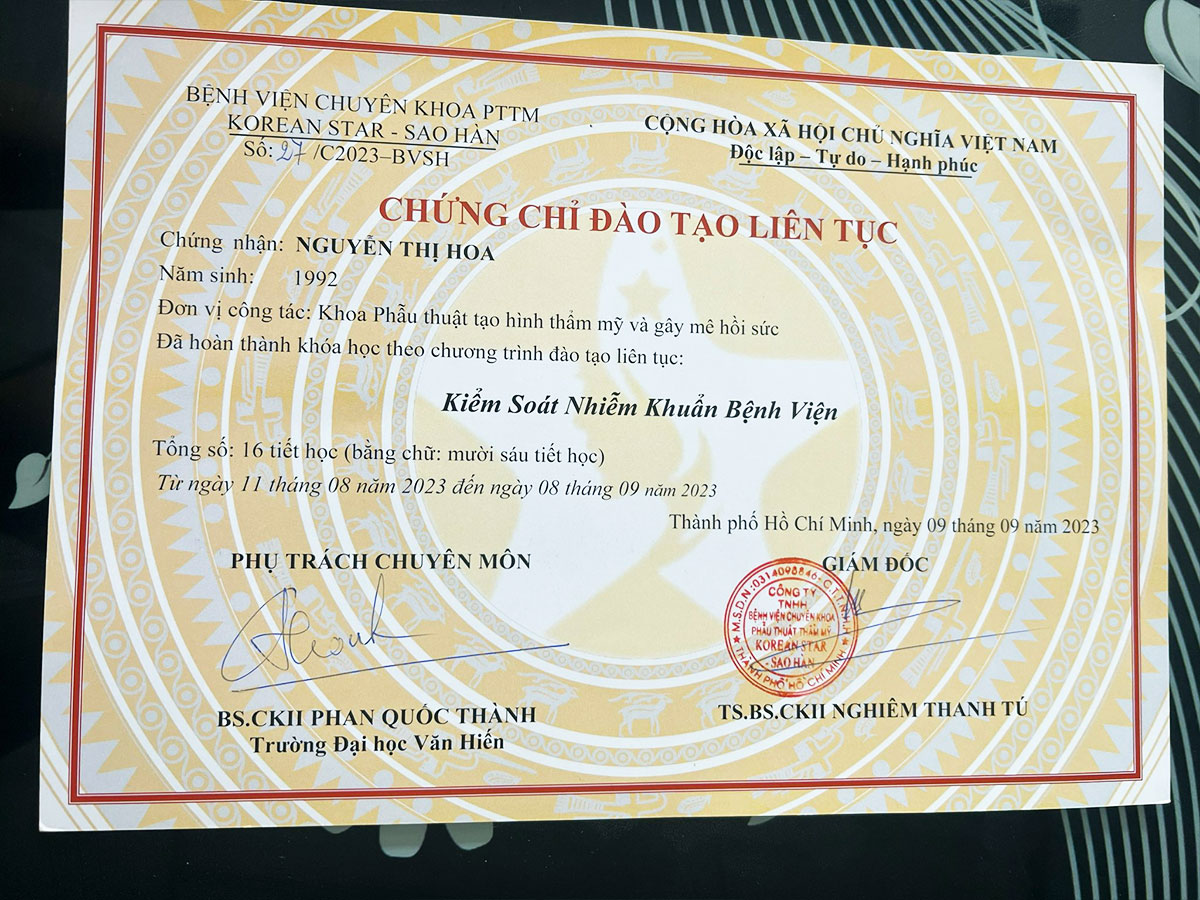 BỆNH VIỆN CHUYÊN KHOA PTTM
KOREAN STAR - SAO HÀN
Số: 27 /C2023–BVSH
CỘNG HÒA XÃ HỘI CHỦ NGHĨA VIỆT NAM
Độc lập – Tự do – Hạnh phúc
CHỨNG CHỈ ĐÀO TẠO LIÊN TỤC
Chứng nhận: NGUYỄN THỊ HOA
Năm sinh: 1992
Đơn vị công tác: Khoa Phẫu thuật tạo hình thẩm mỹ và gây mê hồi sức
Đã hoàn thành khóa học theo chương trình đào tạo liên tục:
Kiểm Soát Nhiễm Khuẩn Bệnh Viện
Tổng số: 16 tiết học (bằng chữ: mười sáu tiết học)
Từ ngày 11 tháng 08 năm 2023 đến ngày 08 tháng 09 năm 2023
Thành phố Hồ Chí Minh, ngày 09 tháng 09 năm 2023
PHỤ TRÁCH CHUYÊN MÔN
GIÁM ĐỐC
M.S.D.N:0314098846-C.T.T.N.H.H
CÔNG TY
TNHH
BỆNH VIỆN CHUYÊN KHOA
PHẪU THUẬT THẨM MỸ
KOREAN STAR
- SAO HÀN
THÀNH PHỐ HỒ CHÍ MINH
BS.CKII PHAN QUỐC THÀNH
Trường Đại học Văn Hiến
TS.BS.CKII NGHIÊM THANH TÚ